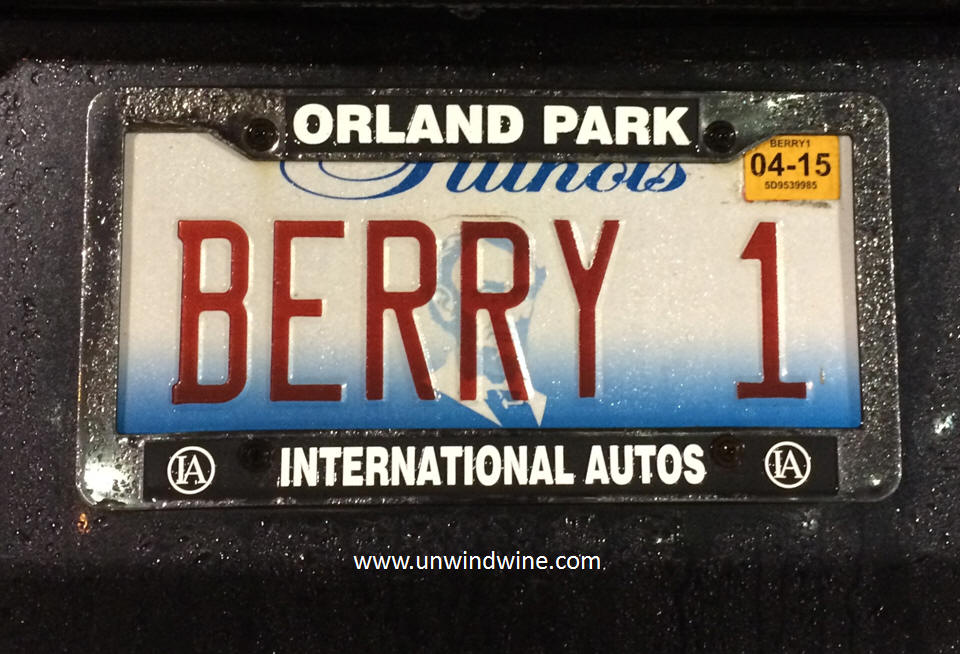 ORLAND PARK
Illinois
BERRY1
04-15
5D9539985
BERRY 1
IA INTERNATIONAL AUTOS IA
www.unwindwine.com